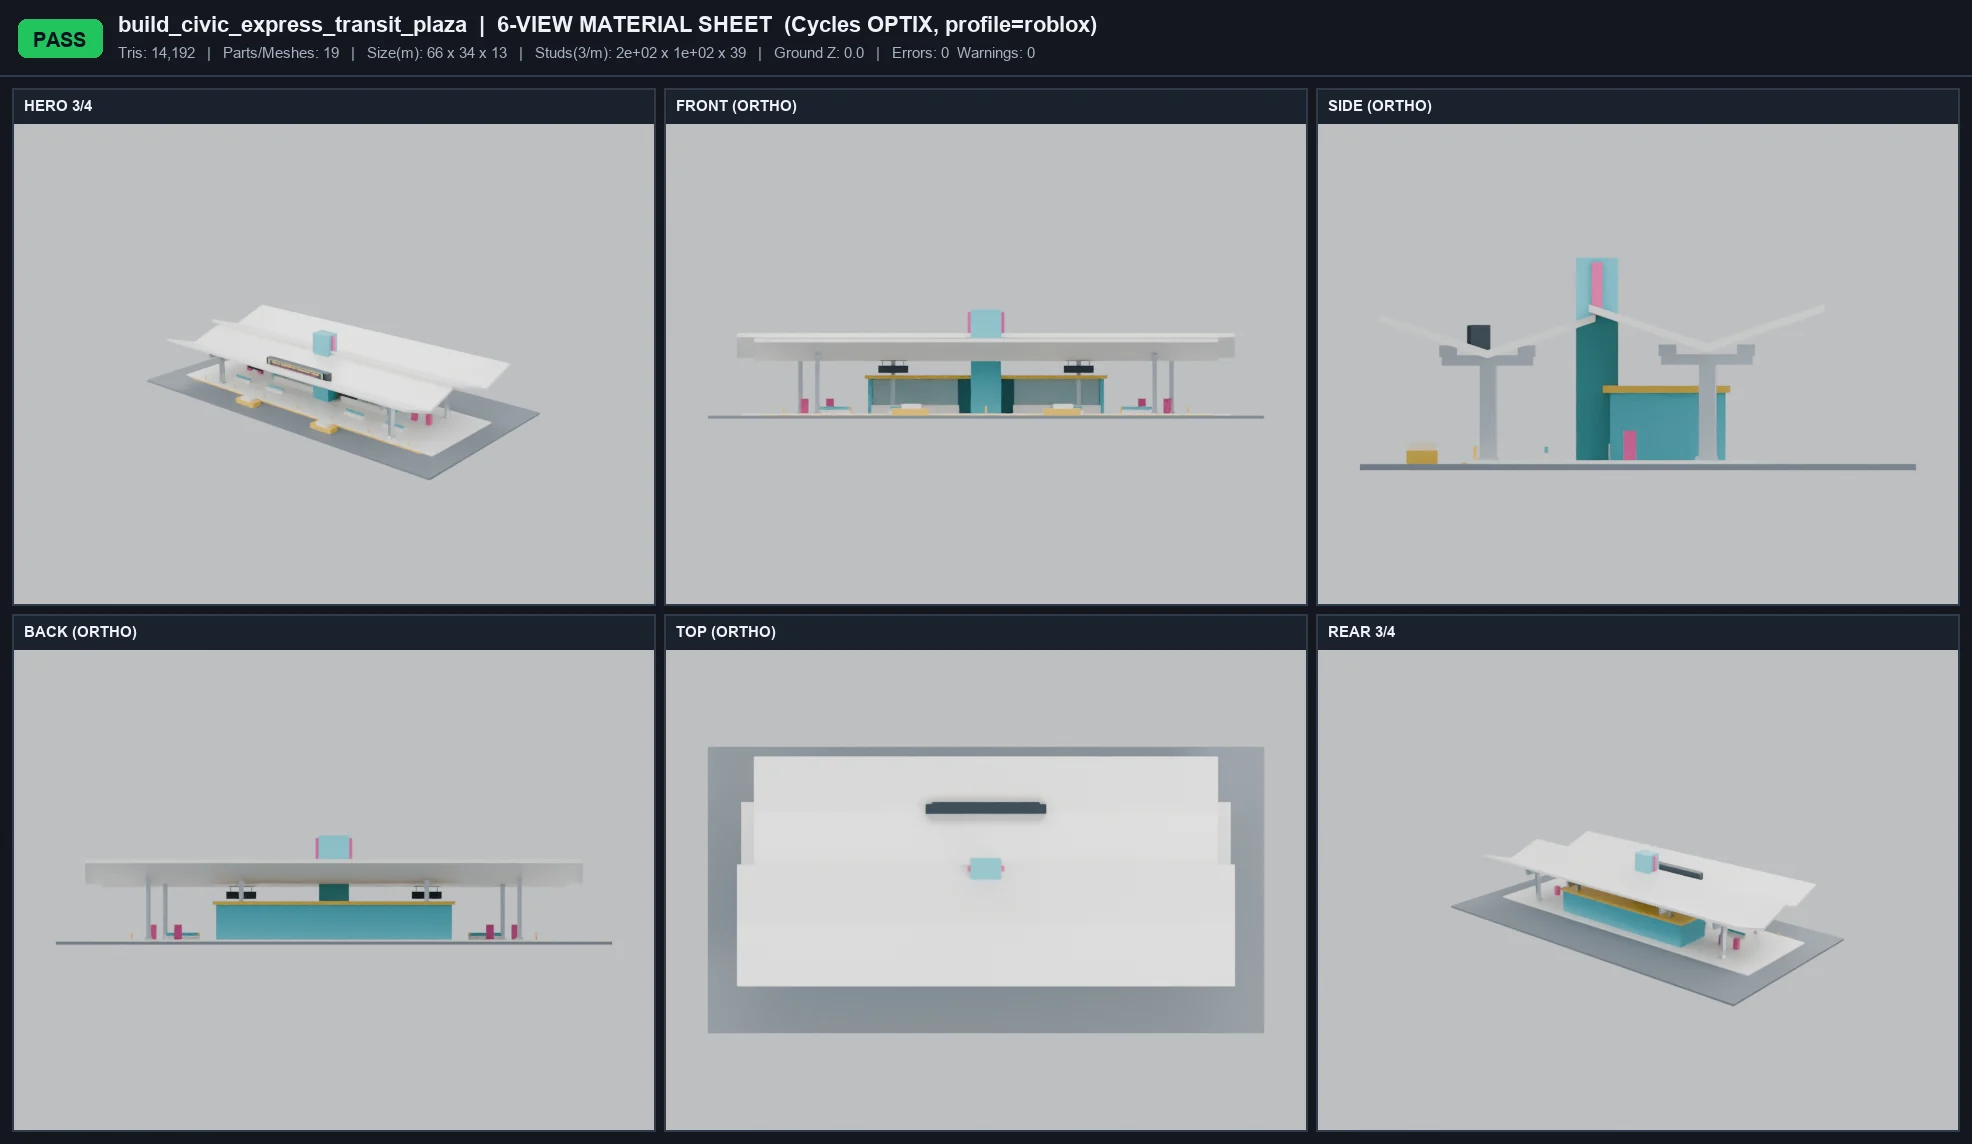 PASS
build_civic_express_transit_plaza | 6-VIEW MATERIAL SHEET (Cycles OPTIX, profile=roblox)
Tris: 14,192 | Parts/Meshes: 19 | Size(m): 66 x 34 x 13 | Studs(3/m): 2e+02 x 1e+02 x 39 | Ground Z: 0.0 | Errors: 0 Warnings: 0
HERO 3/4
FRONT (ORTHO)
SIDE (ORTHO)
BACK (ORTHO)
TOP (ORTHO)
REAR 3/4